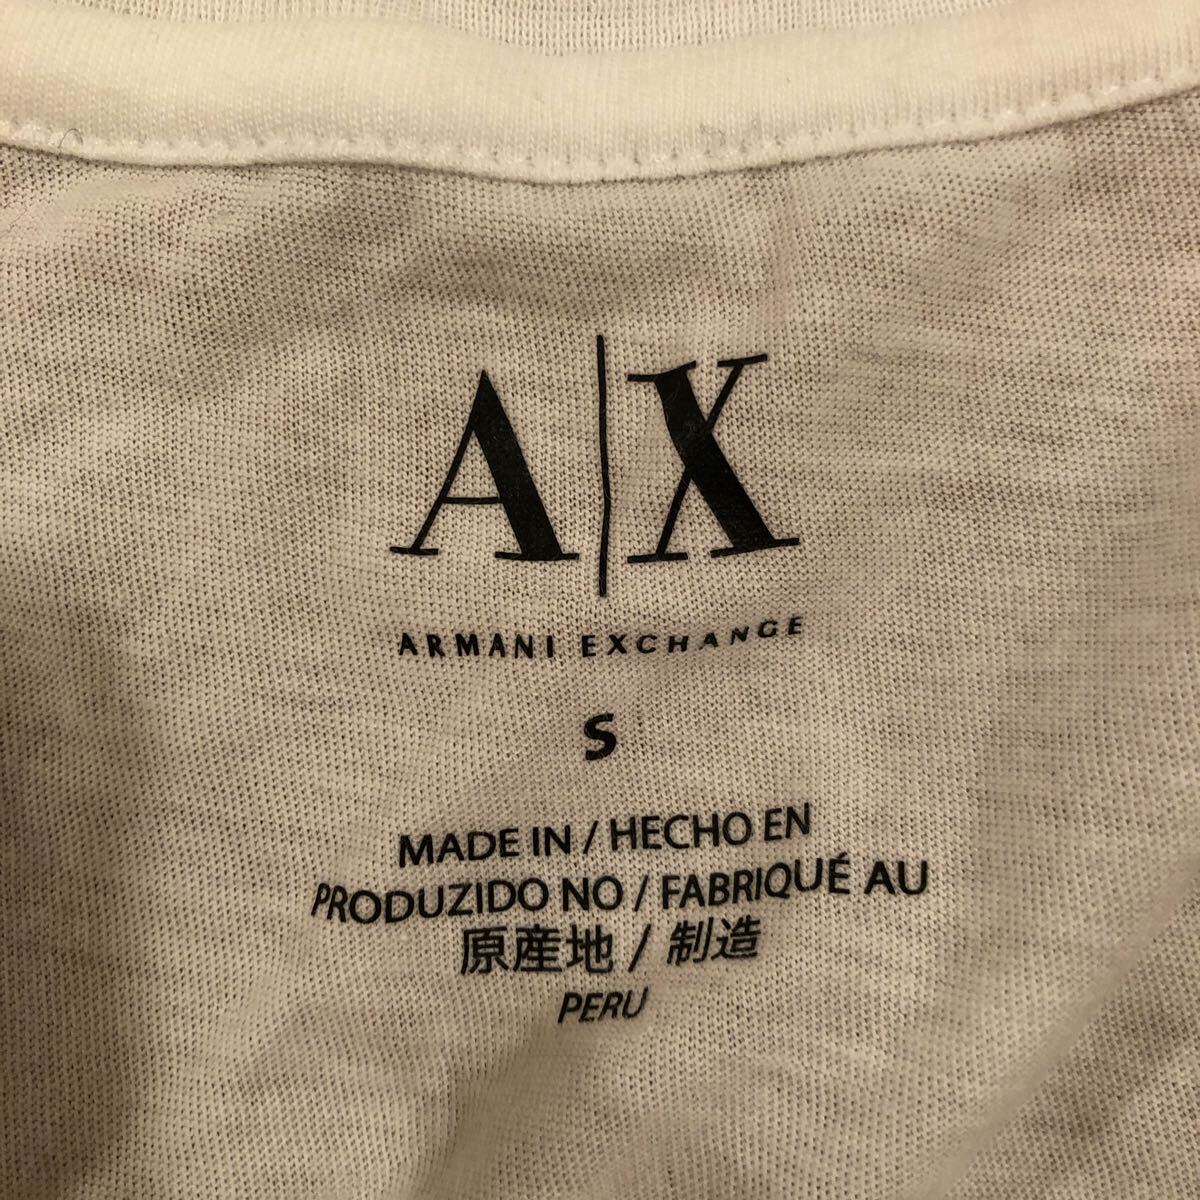 A|X
ARMANI EXCHANGE
S
MADE IN / HECHO EN
PRODUZIDO NO / FABRIQUÉ AU
原産地 / 制造
PERU